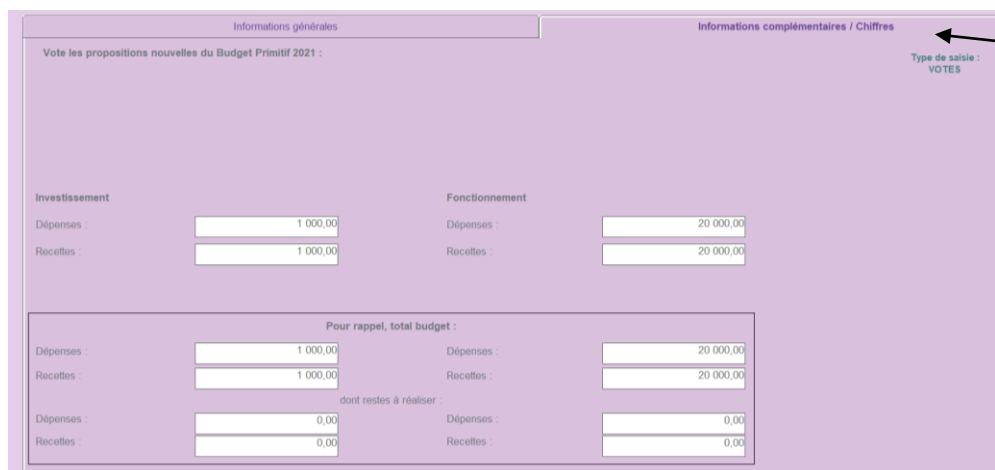 Informations générales Informations complémentaires / Chiffres
Vote les propositions nouvelles du Budget Primitif 2021 :
Type de saisie :
VOTES
Investissement Fonctionnement
Dépenses : 1 000,00 Dépenses : 20 000,00
Recettes : 1 000,00 Recettes : 20 000,00
Pour rappel, total budget :
Dépenses : 1 000,00 Dépenses : 20 000,00
Recettes : 1 000,00 Recettes : 20 000,00
dont restes à réaliser :
Dépenses : 0,00 Dépenses : 0,00
Recettes : 0,00 Recettes : 0,00